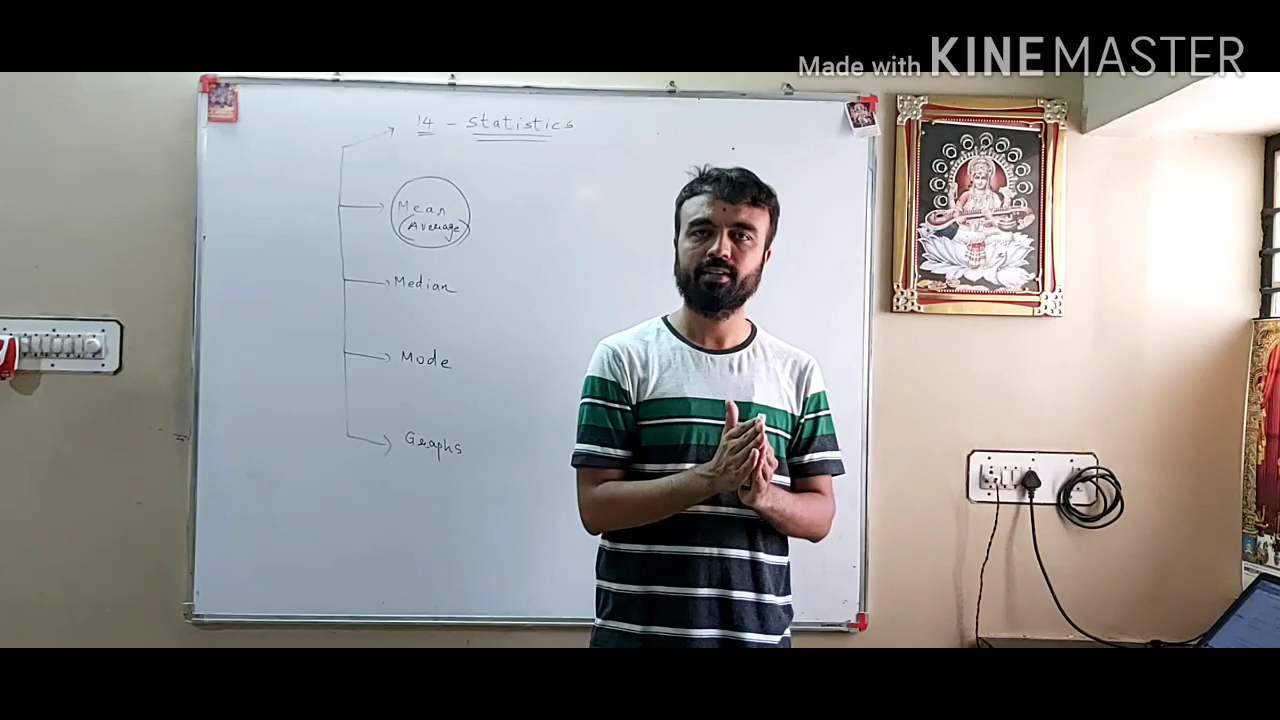 Made with KINEMASTER
14 - Statistics
Mean
(Average)
Median
Mode
Graphs